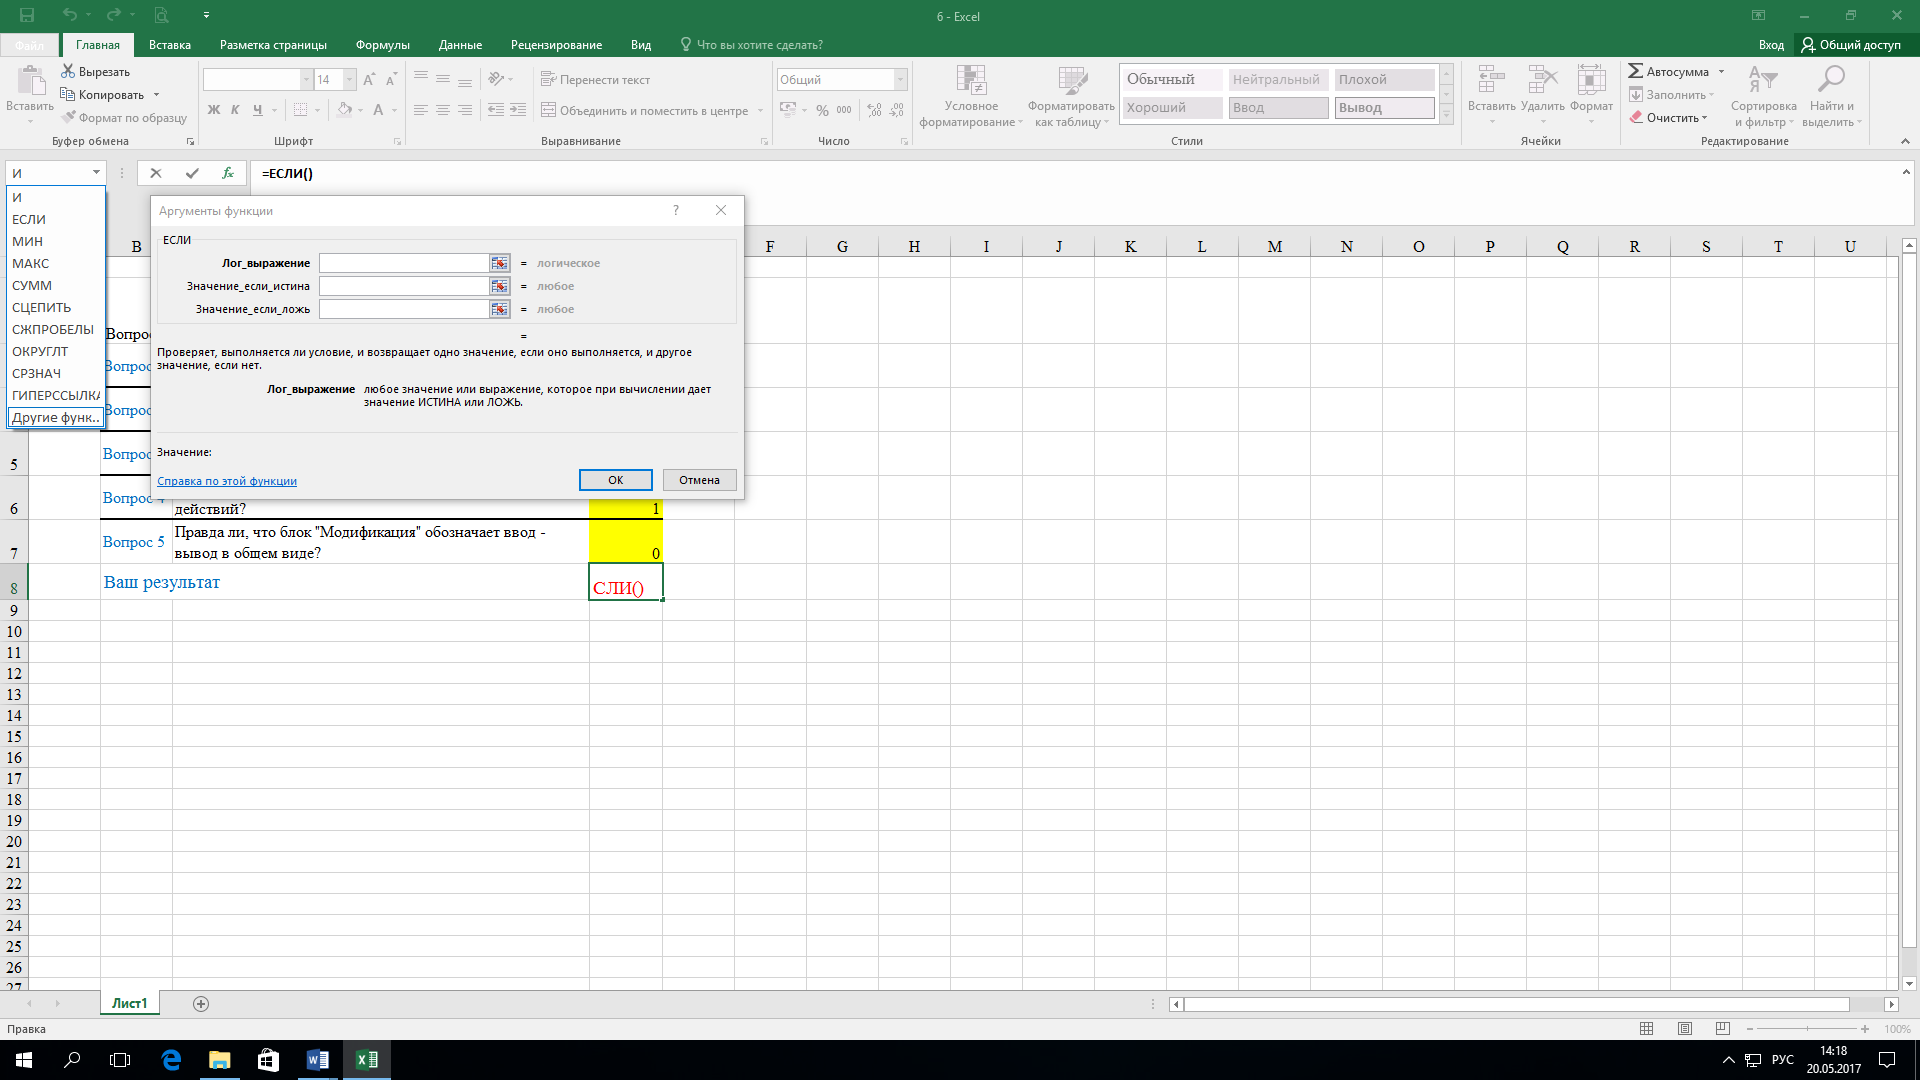 6 - Excel
Файл
Главная
Вставка
Разметка страницы
Формулы
Данные
Рецензирование
Вид
Что вы хотите сделать?
Вход
Общий доступ
Вставить
Вырезать
Копировать
Формат по образцу
Буфер обмена
14
Ж К Ч
Шрифт
Перенести текст
Объединить и поместить в центре
Выравнивание
Общий
% 000
Число
Условное
форматирование
Форматировать
как таблицу
Обычный
Нейтральный
Плохой
Хороший
Ввод
Вывод
Стили
Вставить
Удалить
Формат
Ячейки
Автосумма
Заполнить
Очистить
Сортировка
и фильтр
Найти и
выделить
Редактирование
И
=ЕСЛИ()
И
ЕСЛИ
МИН
МАКС
СУММ
СЦЕПИТЬ
СЖПРОБЕЛЫ
ОКРУГЛТ
СРЗНАЧ
ГИПЕРССЫЛКА
Другие функ..
Аргументы функции
?
ЕСЛИ
Лог_выражение = логическое
Значение_если_истина = любое
Значение_если_ложь = любое
=
Проверяет, выполняется ли условие, и возвращает одно значение, если оно выполняется, и другое
значение, если нет.
Лог_выражение любое значение или выражение, которое при вычислении дает
значение ИСТИНА или ЛОЖЬ.
Значение:
Справка по этой функции
ОК
Отмена
B F G H I J K L M N O P Q R S T U
Вопро
Вопрос
Вопрос
5 Вопрос
6 Вопрос 4 действий? 1
7 Вопрос 5 Правда ли, что блок "Модификация" обозначает ввод -
вывод в общем виде? 0
8 Ваш результат СЛИ()
9
10
11
12
13
14
15
16
17
18
19
20
21
22
23
24
25
26
27
Лист1
Правка
100%
РУС
14:18
20.05.2017